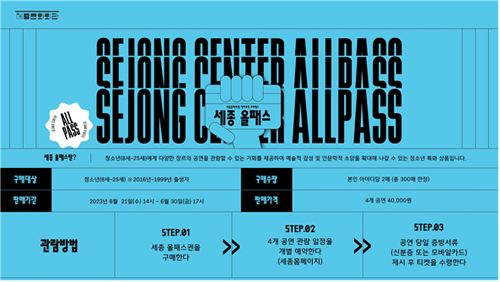 SEJONG CENTER ALLPASS
SEJONG CENTER ALLPASS
ALL
PASS
세종 올패스
세종 올패스란?
청소년(8세~25세)에게 다양한 장르의 공연을 관람할 수 있는 기회를 제공하여 예술적 감성 및 인문학적 소양을 확대해 나갈 수 있는 청소년 특화 상품입니다.
구매대상
청소년(8세~25세) ※2016년~1999년 출생자
구매수량
본인 아이디당 2매 (총 300매 한정)
판매기간
2023년 6월 21일(수) 14시 ~ 6월 30일(금) 17시
판매가격
4개 공연 40,000원
관람방법
STEP.01
세종 올패스권을
구매한다
STEP.02
4개 공연 관람 일정을
개별 예약한다
(세종홈페이지)
STEP.03
공연 당일 증빙서류
(신분증 또는 모바일카드)
제시 후 티켓을 수령한다